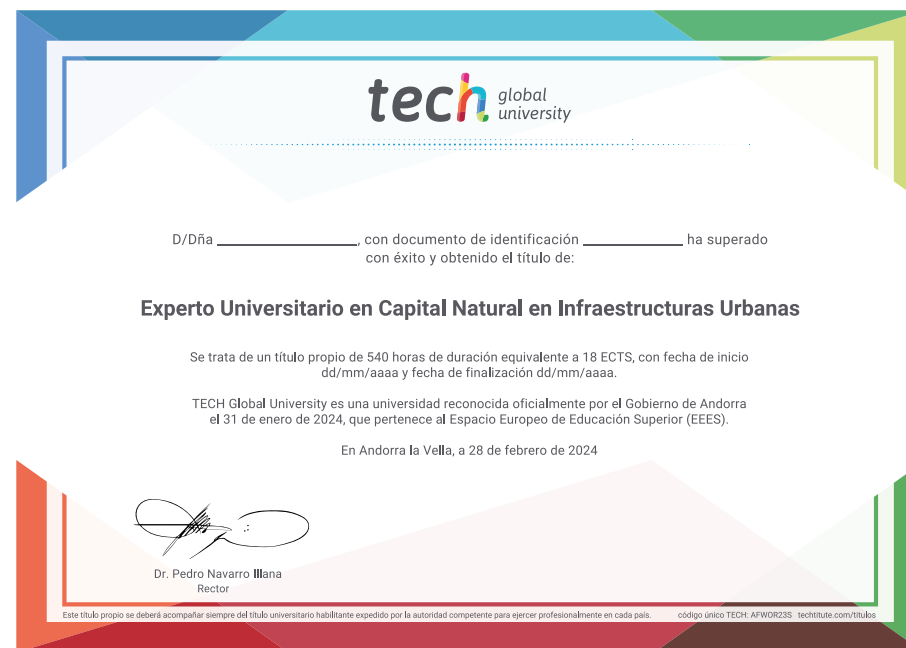 tech global university
D/Dña ____________, con documento de identificación ____________ ha superado
con éxito y obtenido el título de:
Experto Universitario en Capital Natural en Infraestructuras Urbanas
Se trata de un título propio de 540 horas de duración equivalente a 18 ECTS, con fecha de inicio
dd/mm/aaaa y fecha de finalización dd/mm/aaaa.
TECH Global University es una universidad reconocida oficialmente por el Gobierno de Andorra
el 31 de enero de 2024, que pertenece al Espacio Europeo de Educación Superior (EEES).
En Andorra la Vella, a 28 de febrero de 2024
Dr. Pedro Navarro Illana
Rector
Este título propio se deberá acompañar siempre del título universitario habilitante expedido por la autoridad competente para ejercer profesionalmente en cada país. código único TECH: AFWOR23S techtitute.com/titulos